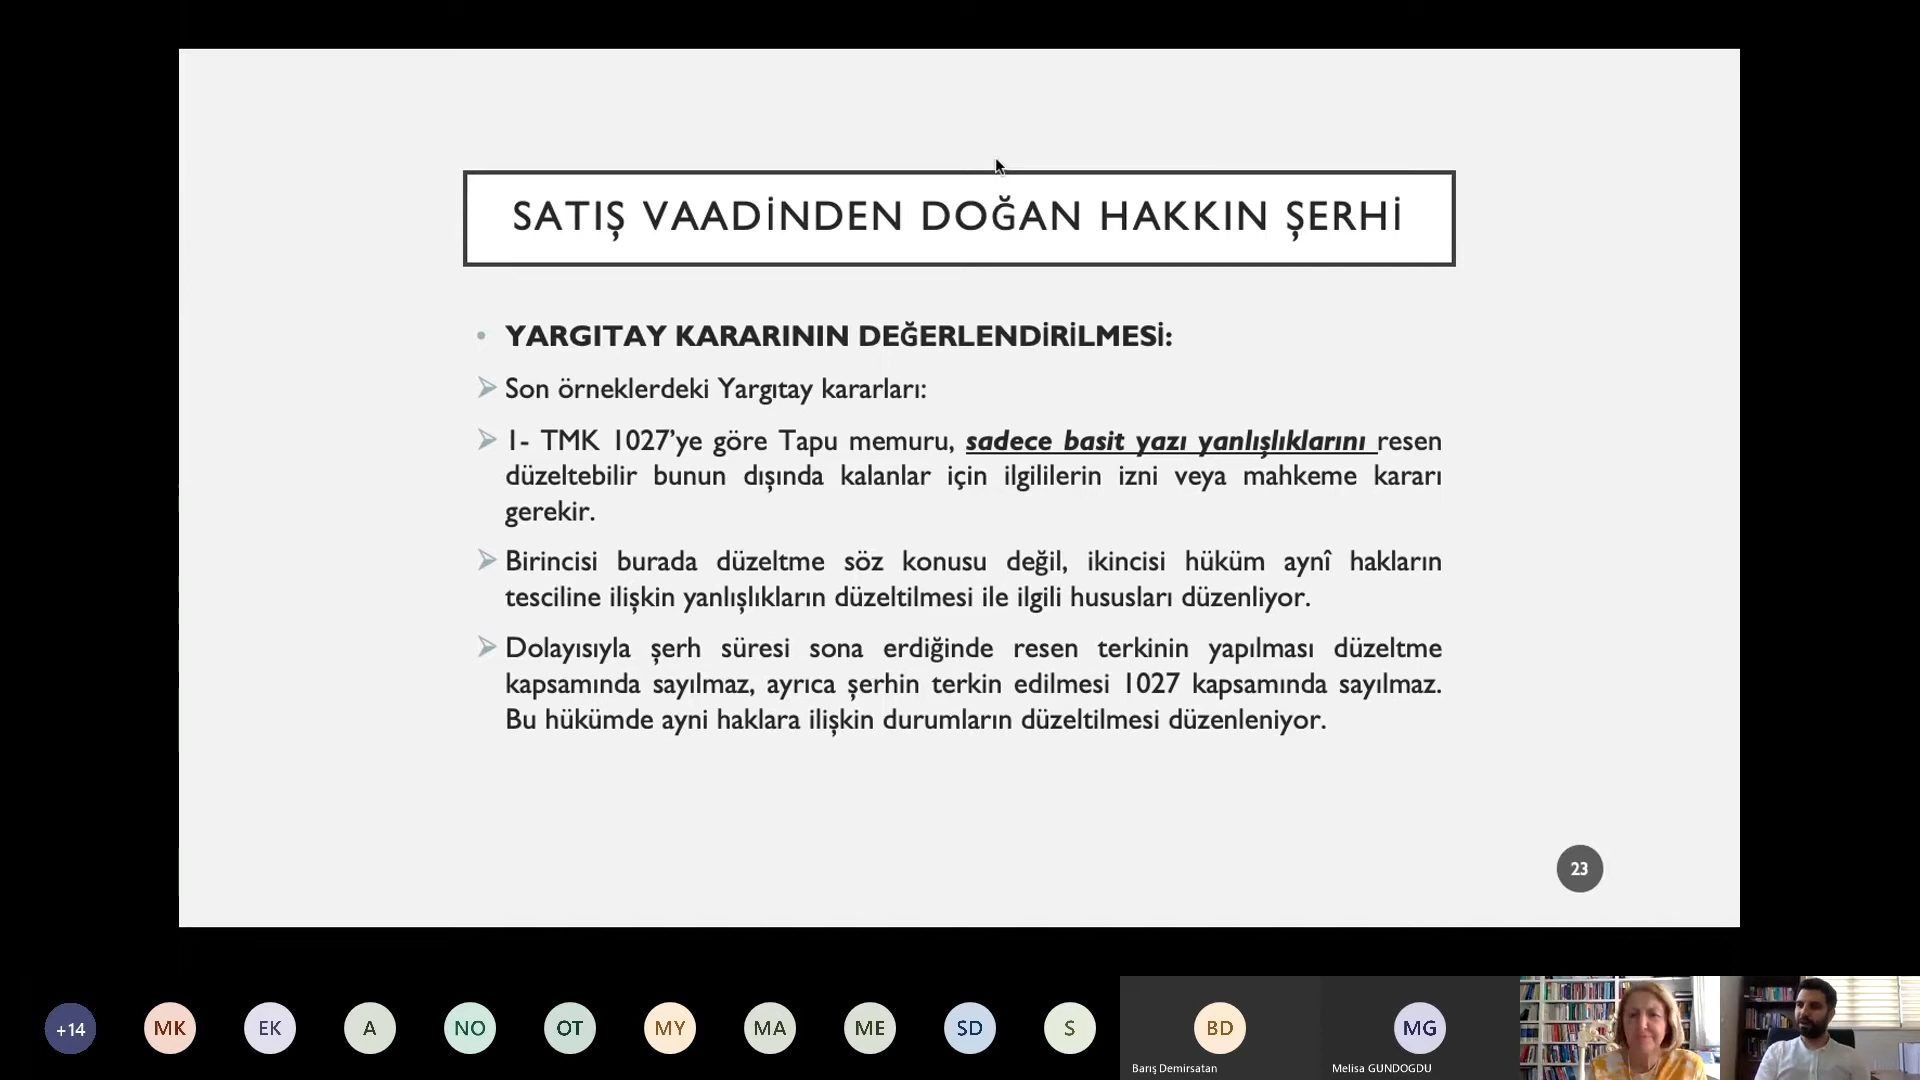 SATIŞ VAADİNDEN DOĞAN HAKKIN ŞERHİ
• YARGITAY KARARININ DEĞERLENDİRİLMESİ:
Son örneklerdeki Yargıtay kararları:
1- TMK 1027’ye göre Tapu memuru, sadece basit yazı yanlışlıklarını resen
düzeltebilir bunun dışında kalanlar için ilgililerin izni veya mahkeme kararı
gerekir.
Birincisi burada düzeltme söz konusu değil, ikincisi hüküm aynî hakların
tesciline ilişkin yanlışlıkların düzeltilmesi ile ilgili hususları düzenliyor.
Dolayısıyla şerh süresi sona erdiğinde resen terkinin yapılması düzeltme
kapsamında sayılmaz, ayrıca şerhin terkin edilmesi 1027 kapsamında sayılmaz.
Bu hükümde ayni haklara ilişkin durumların düzeltilmesi düzenleniyor.
23
+14 MK EK A NO OT MY MA ME SD S BD MG
Barış Demirsatan Melisa GUNDOGDU